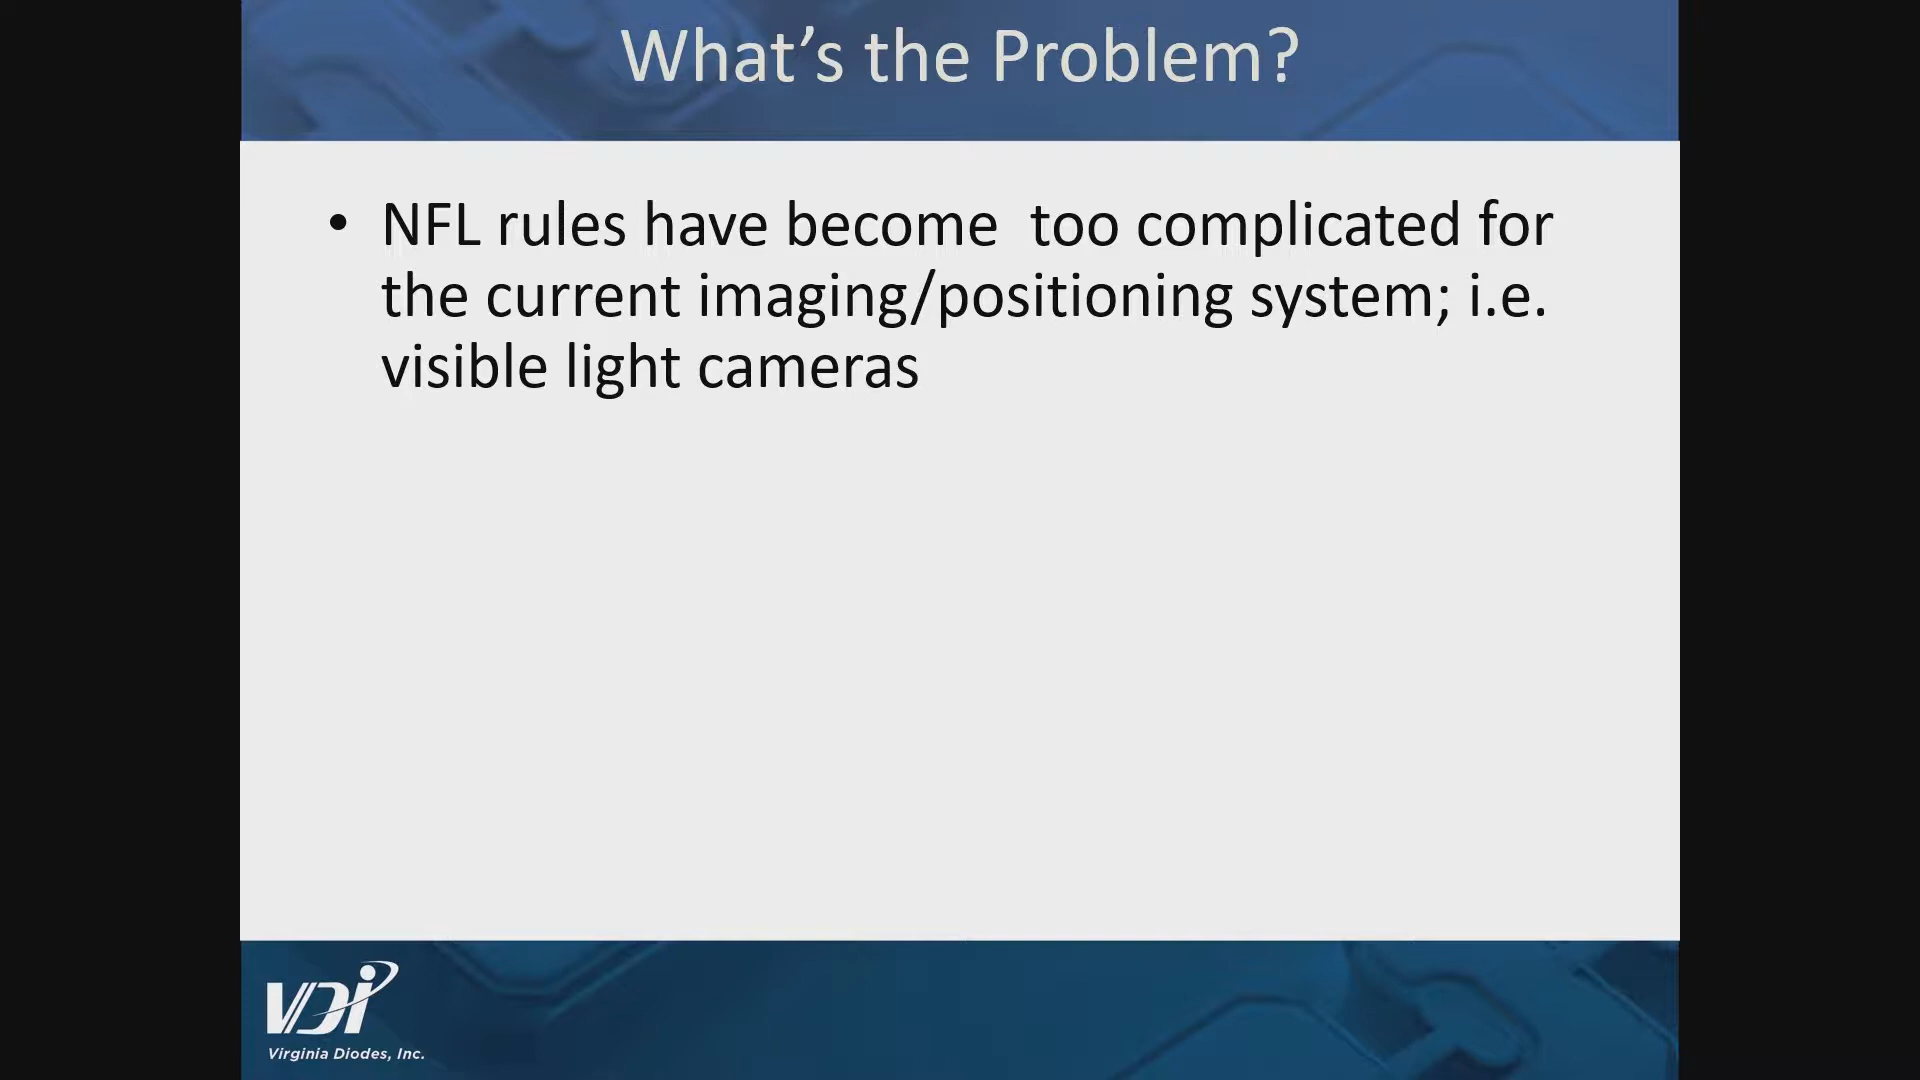 What’s the Problem?
• NFL rules have become  too complicated for
the current imaging/positioning system; i.e.
visible light cameras
VDI
Virginia Diodes, Inc.